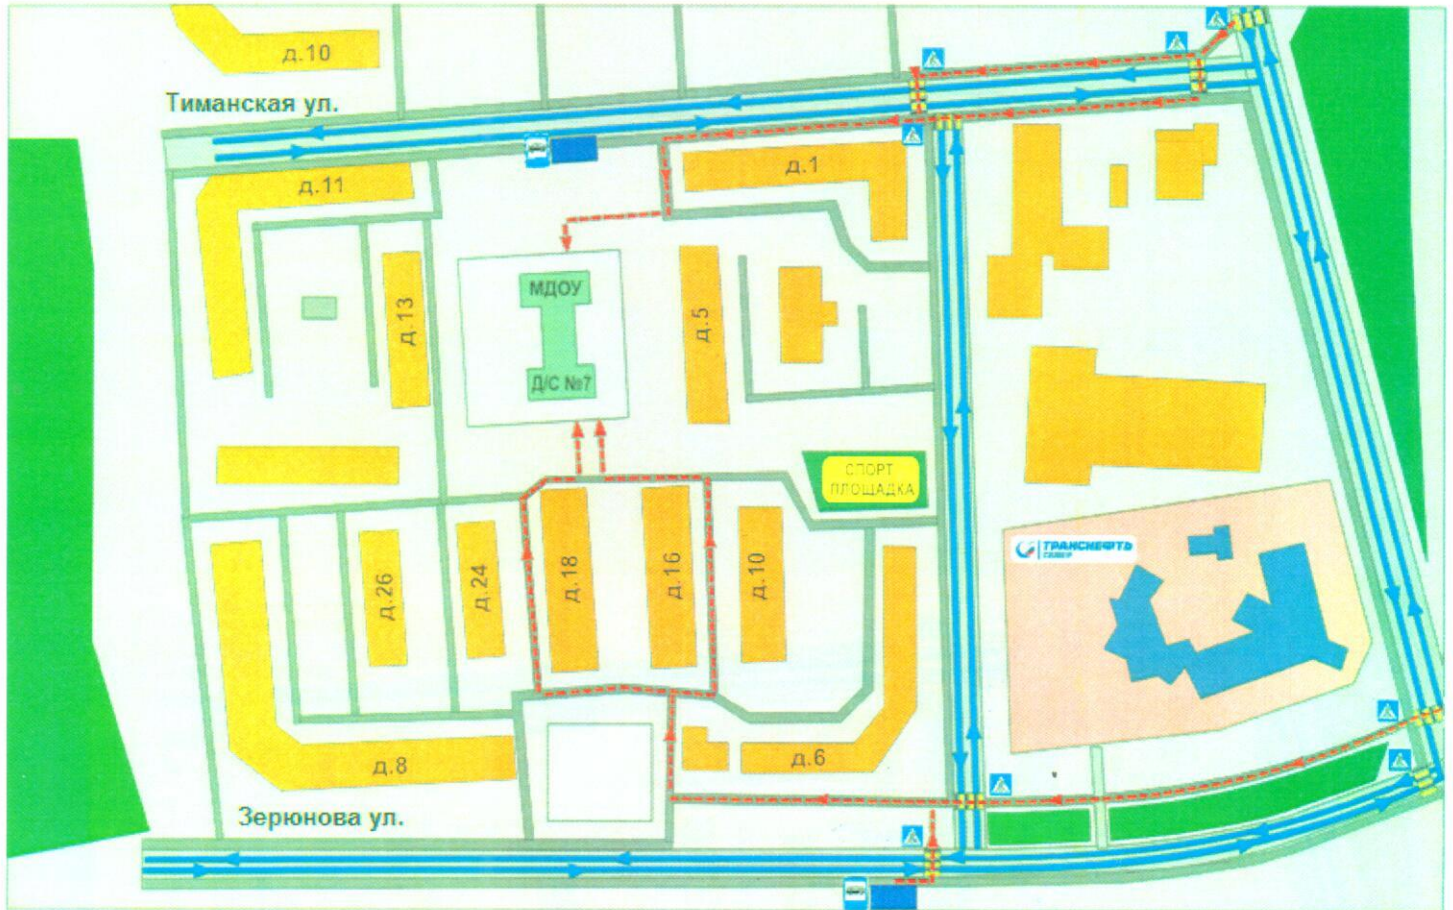 д.10
Тиманская ул.
д.11
д.1
МДОУ
Д/С №7
д.13
д.5
СПОРТ
ПЛОЩАДКА
ТРАНСНЕФТЬ
СЕВЕР
д.26
д.24
д.18
д.16
д.10
д.8
д.6
Зерюнова ул.